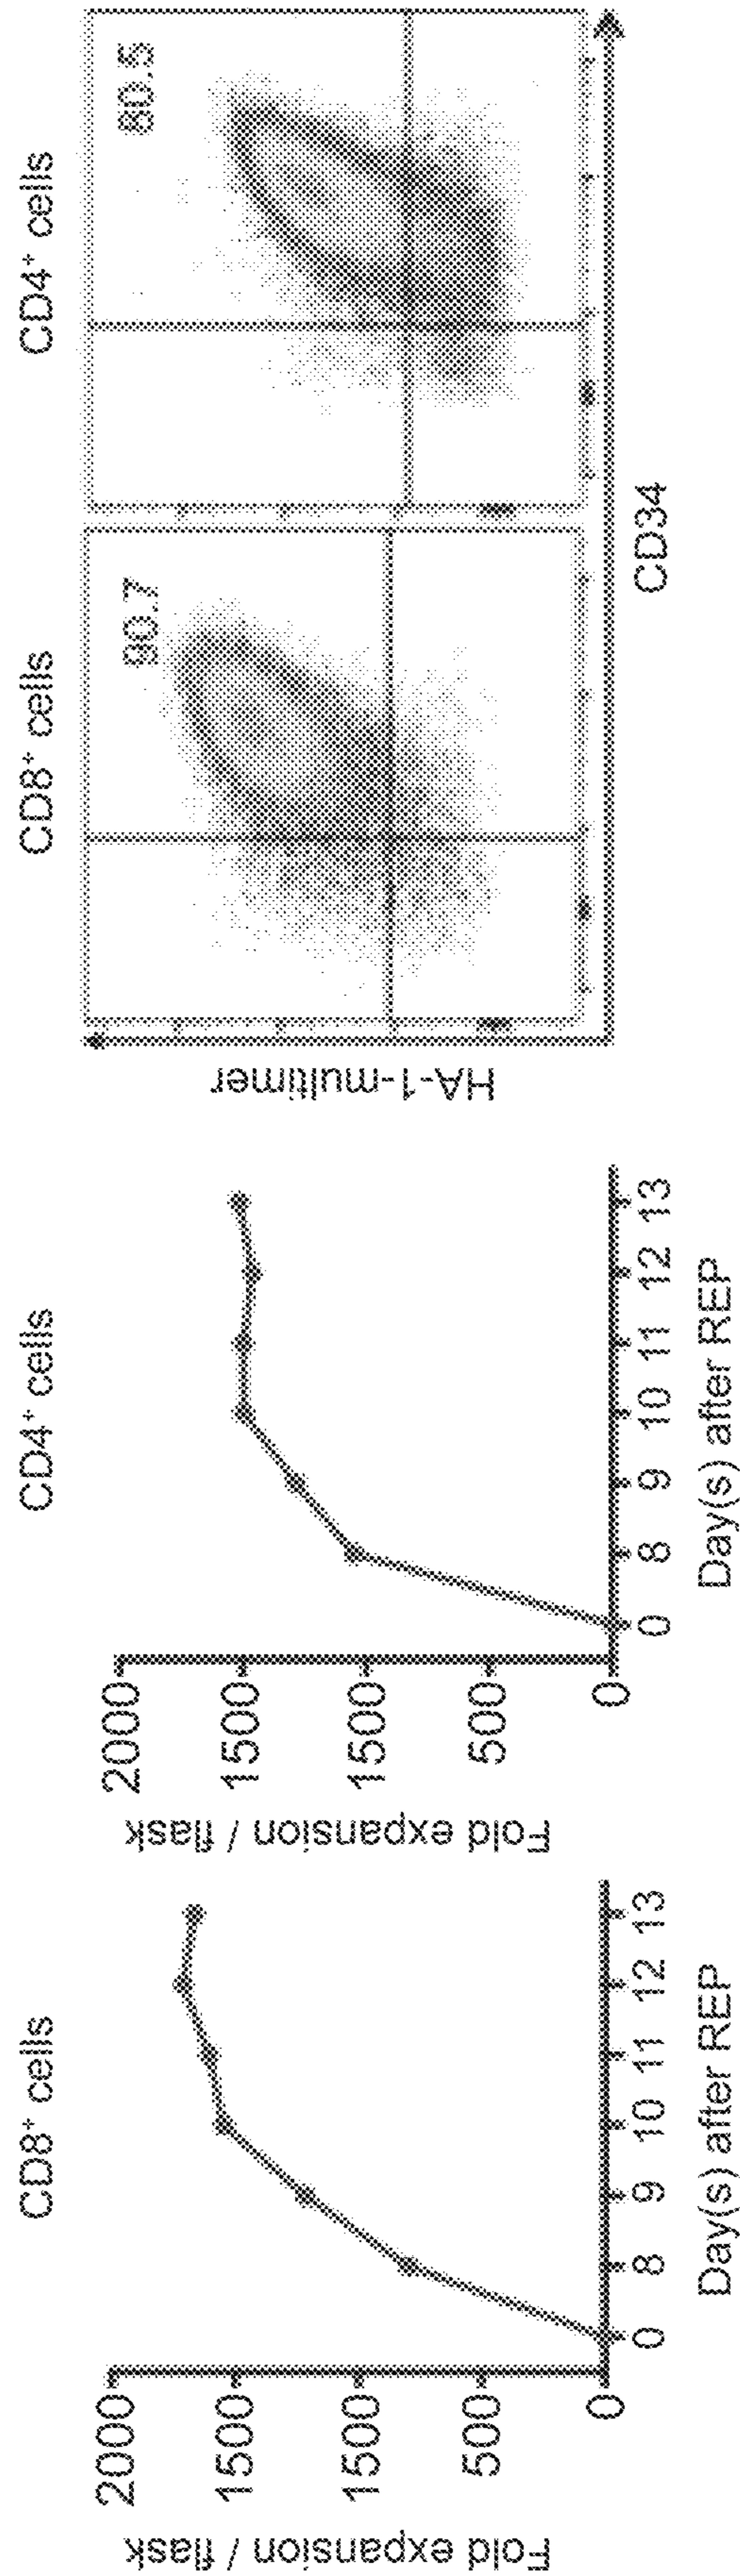 CD8⁺ cells
Fold expansion / flask
2000
1500
1500
500
0
0 8 9 10 11 12 13
Day(s) after REP
CD4⁺ cells
Fold expansion / flask
2000
1500
1500
500
0
0 8 9 10 11 12 13
Day(s) after REP
CD8⁺ cells
90.7
CD4⁺ cells
80.5
HA-1-multimer
CD34